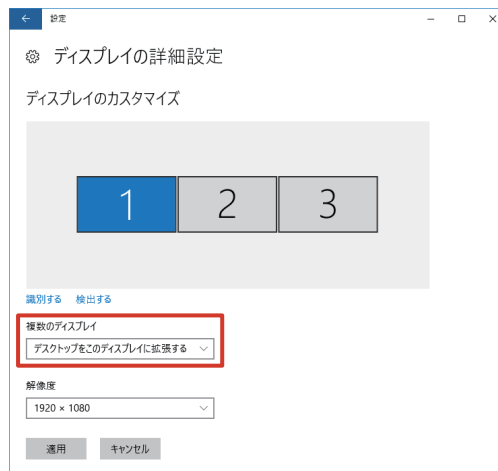 設定
ディスプレイの詳細設定
ディスプレイのカスタマイズ
1 2 3
識別する 検出する
複数のディスプレイ
デスクトップをこのディスプレイに拡張する
解像度
1920 × 1080
適用 キャンセル